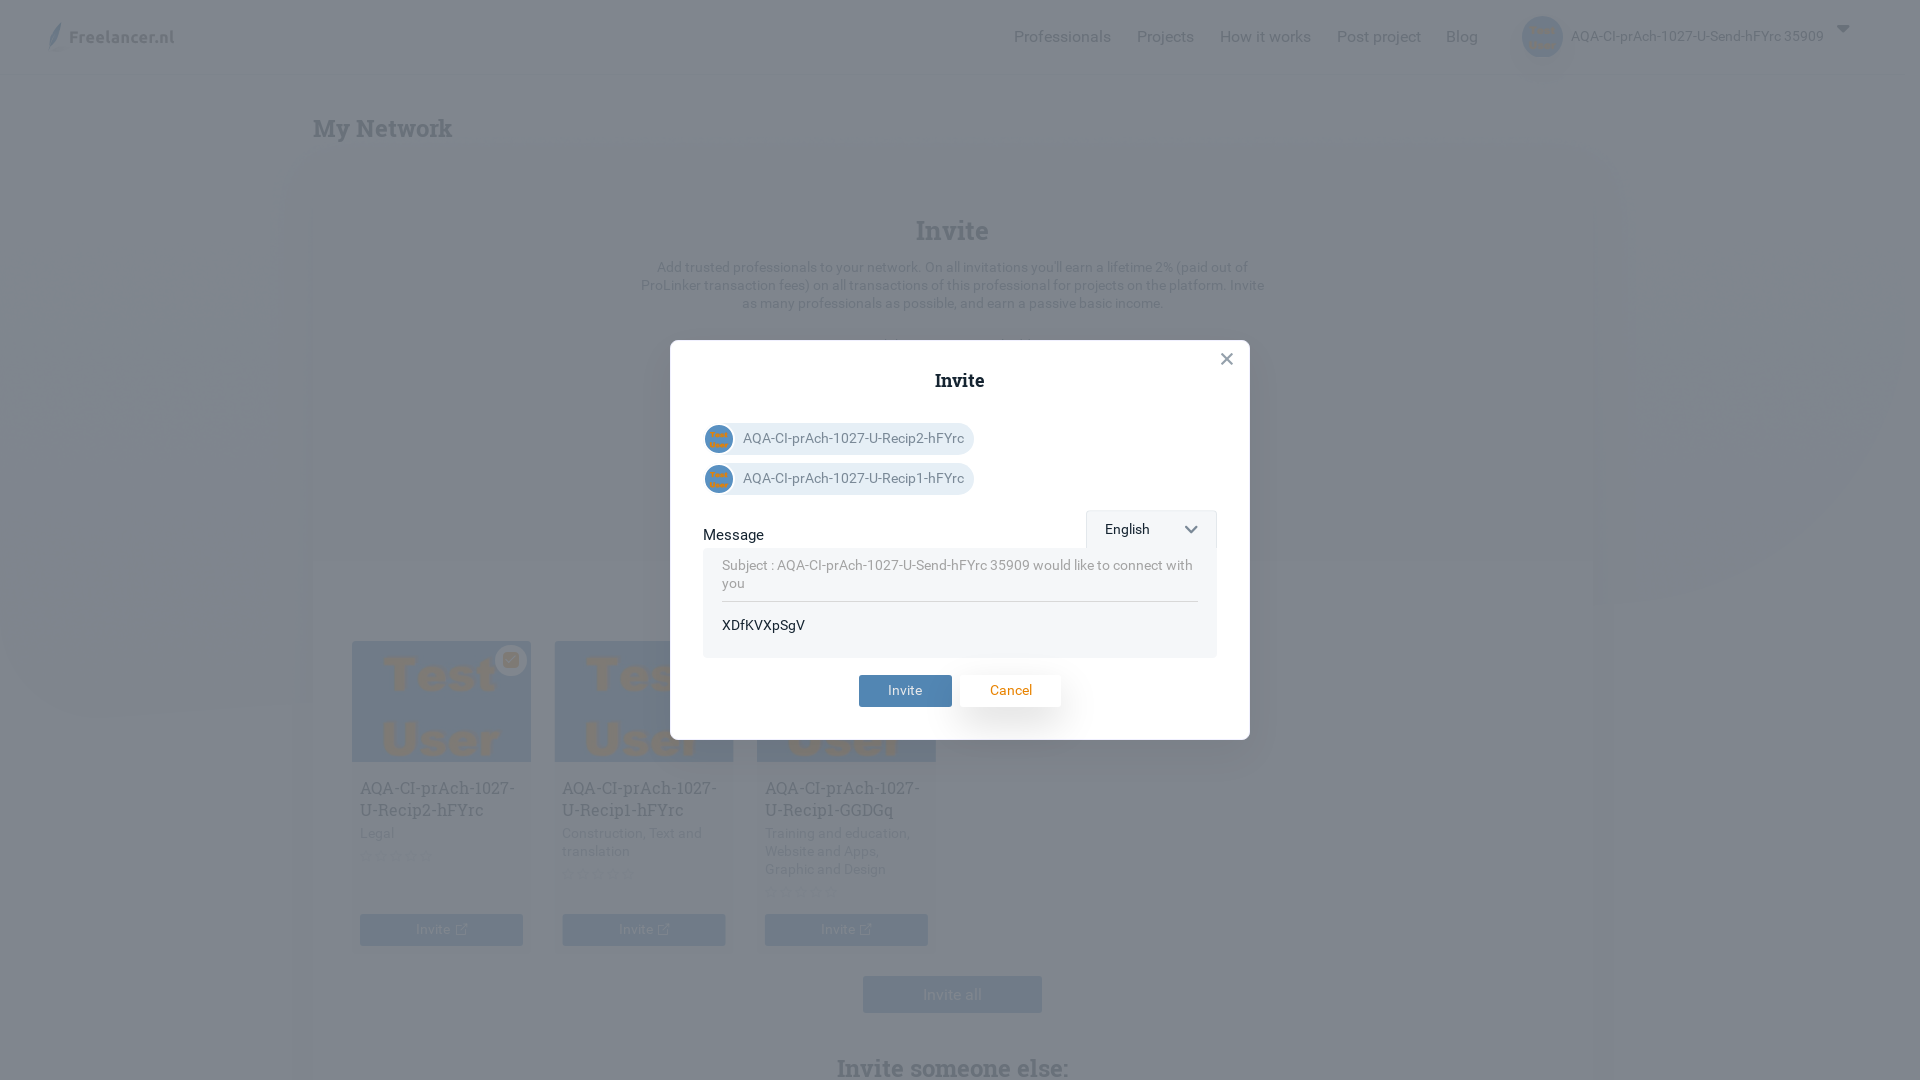 Freelancer.nl
Professionals
Projects
How it works
Post project
Blog
AQA-CI-prAch-1027-U-Send-hFYrc 35909
My Network
Invite
Add trusted professionals to your network. On all invitations you'll earn a lifetime 2% (paid out of
ProLinker transaction fees) on all transactions of this professional for projects on the platform. Invite
as many professionals as possible, and earn a passive basic income.
Invite
AQA-CI-prAch-1027-U-Recip2-hFYrc
AQA-CI-prAch-1027-U-Recip1-hFYrc
Message
English
Subject : AQA-CI-prAch-1027-U-Send-hFYrc 35909 would like to connect with
you
XDfKVXpSgV
Invite
Cancel
Test
User
Test
User
User
AQA-CI-prAch-1027-
U-Recip2-hFYrc
Legal
Invite
AQA-CI-prAch-1027-
U-Recip1-hFYrc
Construction, Text and
translation
Invite
AQA-CI-prAch-1027-
U-Recip1-GGDGq
Training and education,
Website and Apps,
Graphic and Design
Invite
Invite all
Invite someone else: